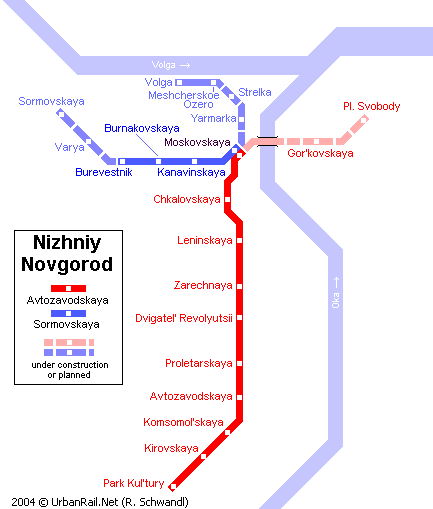 Volga →
Volga
Meshcherskoe
Ozero
Strelka
Yarmarka
Sormovskaya
Varya
Burnakovskaya
Moskovskaya
Burevestnik
Kanavinskaya
Pl. Svobody
Gor'kovskaya
Chkalovskaya
Leninskaya
Zarechnaya
Dvigatel' Revolyutsii
Proletarskaya
Avtozavodskaya
Komsomol'skaya
Kirovskaya
Park Kul'tury
Oka →
Nizhniy
Novgorod
Avtozavodskaya
Sormovskaya
under construction
or planned
2004 © UrbanRail.Net (R. Schwandl)